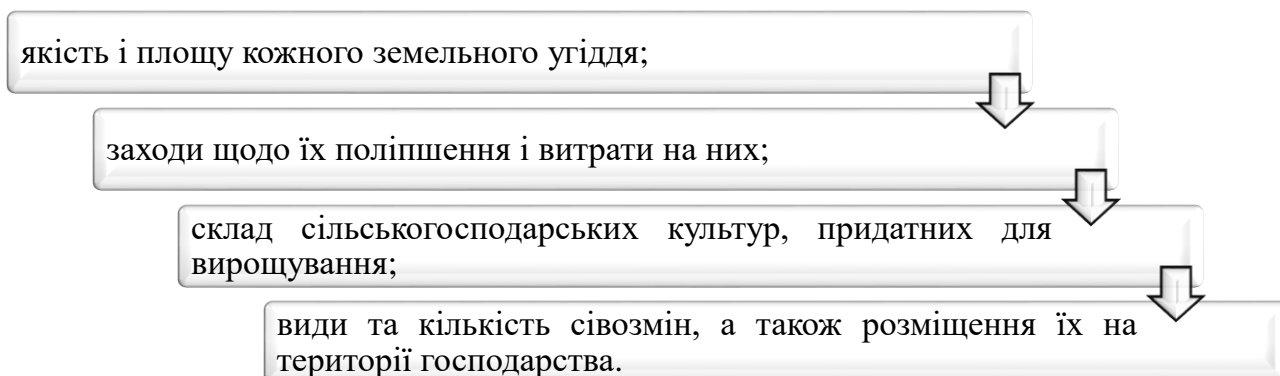 якість і площу кожного земельного угіддя;
заходи щодо їх поліпшення і витрати на них;
склад сільськогосподарських культур, придатних для
вирощування;
види та кількість сівозмін, а також розміщення їх на
території господарства.